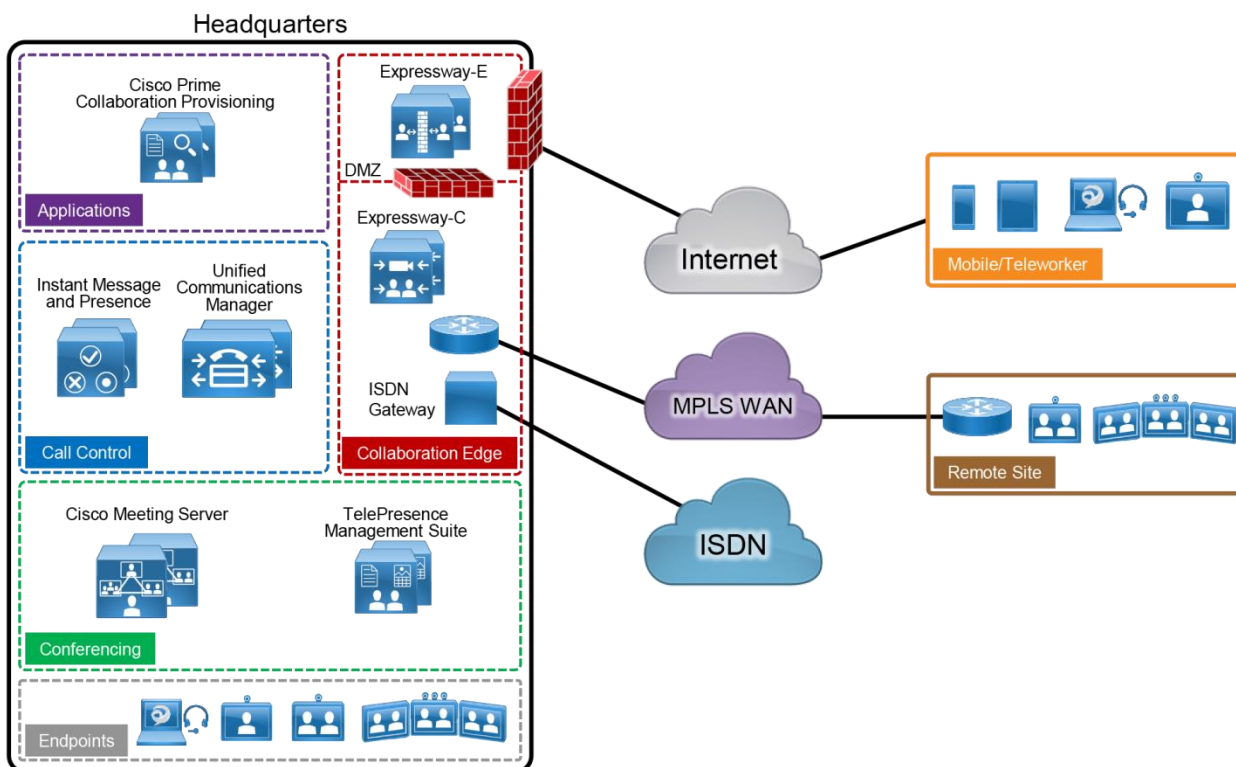 Headquarters
Cisco Prime
Collaboration Provisioning
Applications
Expressway-E
DMZ
Expressway-C
ISDN
Gateway
Collaboration Edge
Instant Message
and Presence
Unified
Communications
Manager
Call Control
Cisco Meeting Server
TelePresence
Management Suite
Conferencing
Endpoints
Internet
MPLS WAN
ISDN
Mobile/Teleworker
Remote Site